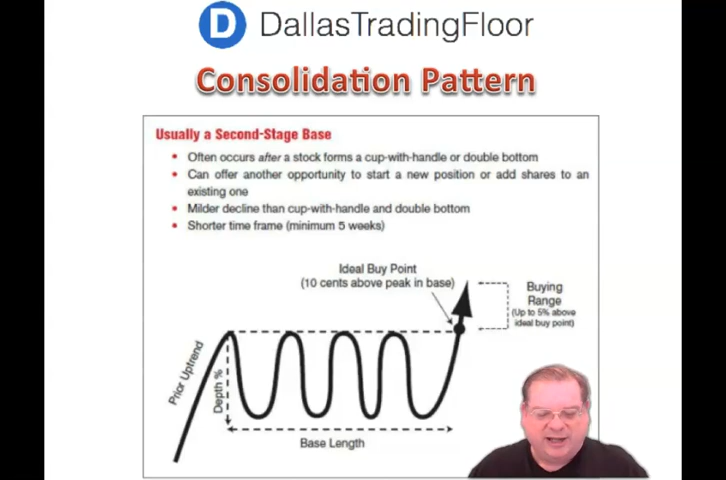 D DallasTradingFloor
Consolidation Pattern
Usually a Second-Stage Base
• Often occurs after a stock forms a cup-with-handle or double bottom
• Can offer another opportunity to start a new position or add shares to an
existing one
• Milder decline than cup-with-handle and double bottom
• Shorter time frame (minimum 5 weeks)
Ideal Buy Point
(10 cents above peak in base)
Buying
Range
(Up to 5% above
ideal buy point)
Prior Uptrend
Depth %
Base Length